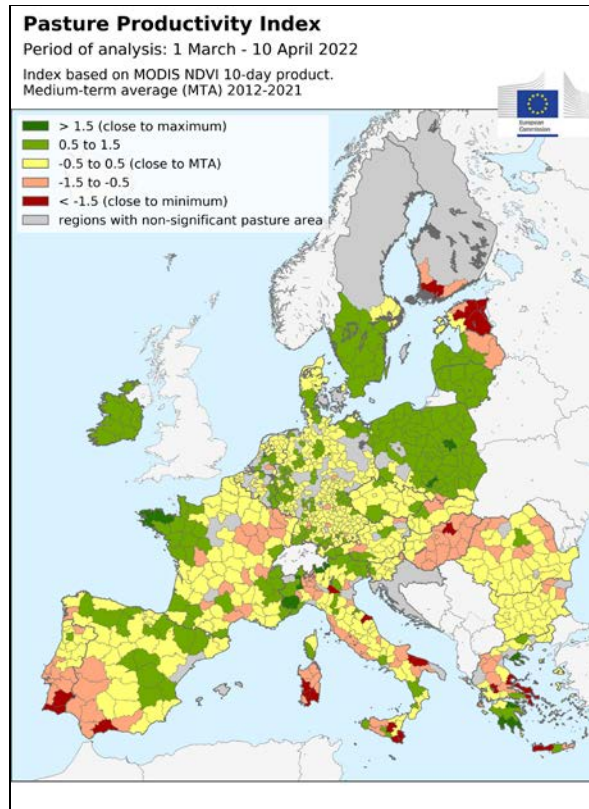 Pasture Productivity Index
Period of analysis: 1 March - 10 April 2022
Index based on MODIS NDVI 10-day product.
Medium-term average (MTA) 2012-2021
European
Commission
> 1.5 (close to maximum)
0.5 to 1.5
-0.5 to 0.5 (close to MTA)
-1.5 to -0.5
< -1.5 (close to minimum)
regions with non-significant pasture area